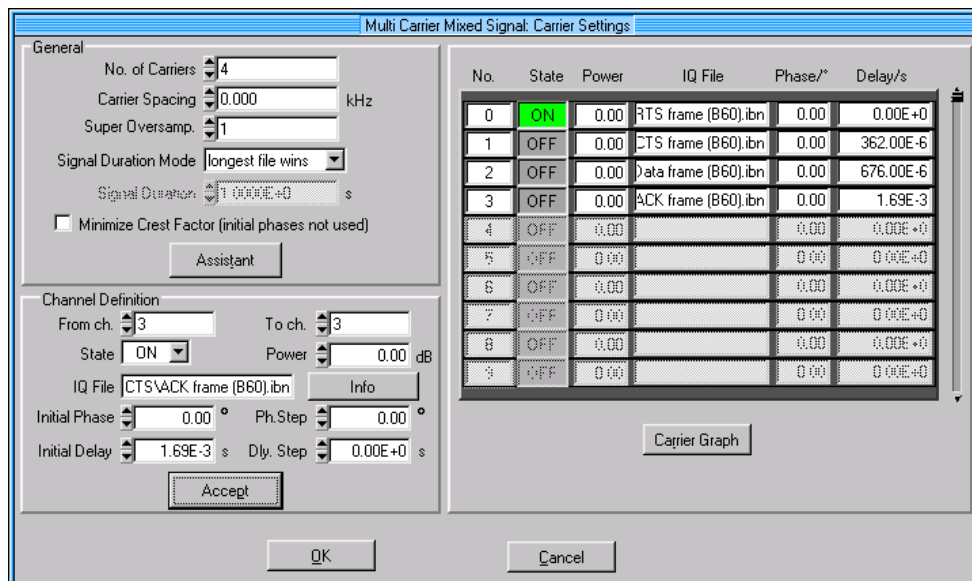 Multi Carrier Mixed Signal: Carrier Settings
General
No. of Carriers 4
Carrier Spacing 0.000 kHz
Super Oversamp. 1
Signal Duration Mode longest file wins
Signal Duration 1.0000E+0 s
Minimize Crest Factor (initial phases not used)
Assistant
Channel Definition
From ch. 3 To ch. 3
State ON Power 0.00 dB
IQ File CTS\ACK frame (B60).ibn Info
Initial Phase 0.00 ° Ph.Step 0.00 °
Initial Delay 1.69E-3 s Dly. Step 0.00E+0 s
Accept
No. State Power IQ File Phase/° Delay/s
0 ON 0.00 RTS frame (B60).ibn 0.00 0.00E+0
1 OFF 0.00 CTS frame (B60).ibn 0.00 362.00E-6
2 OFF 0.00 Data frame (B60).ibn 0.00 676.00E-6
3 OFF 0.00 ACK frame (B60).ibn 0.00 1.69E-3
4 OFF 0.00 0.00 0.00E+0
5 OFF 0.00 0.00 0.00E+0
6 OFF 0.00 0.00 0.00E+0
7 OFF 0.00 0.00 0.00E+0
8 OFF 0.00 0.00 0.00E+0
9 OFF 0.00 0.00 0.00E+0
Carrier Graph
OK
Cancel